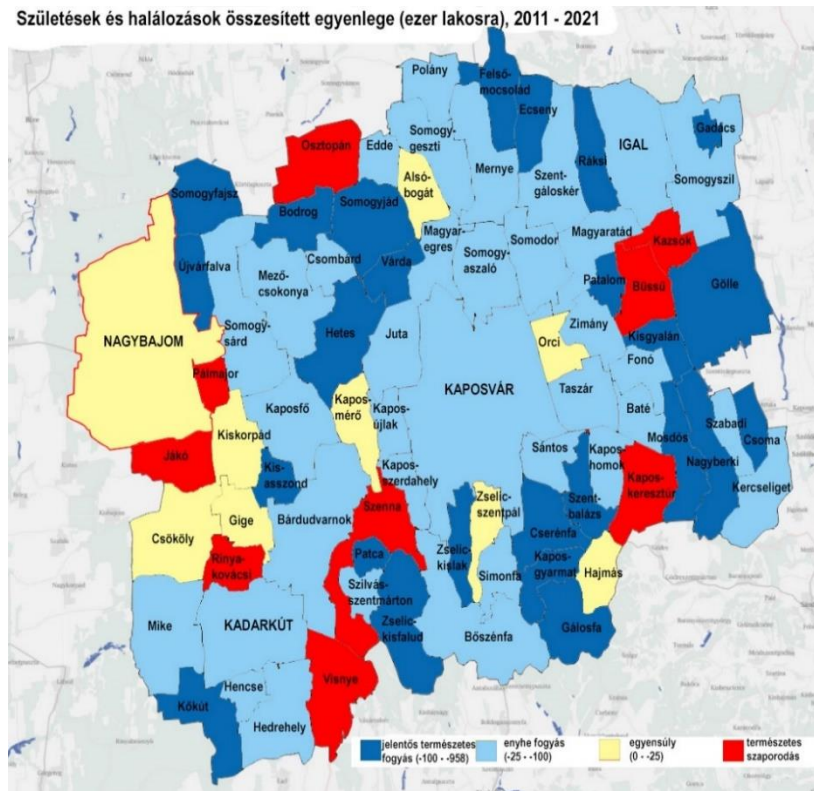 Születések és halálozások összesített egyenlege (ezer lakosra), 2011 - 2021
Polány
Felső-
mocsolád
Ecseny
Osztopán
Edde
Somogy-
geszti
Mernye
Szent-
gáloskér
Ráksi
IGAL
Gadács
Somogyszil
Alsó-
bogát
Somogyfajsz
Bodrog
Somogyjád
Magyar-
egres
Somogy-
aszaló
Somodor
Magyaratád
Kazsok
Patalom
Büssü
Gölle
Újvárfalva
Mező-
csokonya
Csombárd
Várda
NAGYBAJOM
Somogy-
sárd
Hetes
Juta
Orci
Zimány
Kisgyalán
Fonó
Pálmajor
KAPOSVÁR
Taszár
Kaposfő
Kapos-
mérő
Kapos-
újlak
Baté
Kiskorpád
Szabadi
Csoma
Jákó
Kis-
asszond
Kapos-
szerdahely
Sántos
Kapos-
homok
Mosdós
Nagyberki
Kercseliget
Csököly
Gige
Bárdudvarnok
Szenna
Zselic-
szentpál
Szent-
balázs
Kapos-
keresztúr
Cserénfa
Rinya-
kovácsi
Patca
Zselic-
kislak
Simonfa
Kapos-
gyarmat
Hajmás
Szilvás-
szentmárton
Mike
KADARKÚT
Zselic-
kisfalud
Bőszénfa
Gálosfa
Hencse
Visnye
Kőkút
Hedrehely
jelentős természetes
fogyás (-100 - -958)
enyhe fogyás
(-25 - -100)
egyensúly
(0 - -25)
természetes
szaporodás